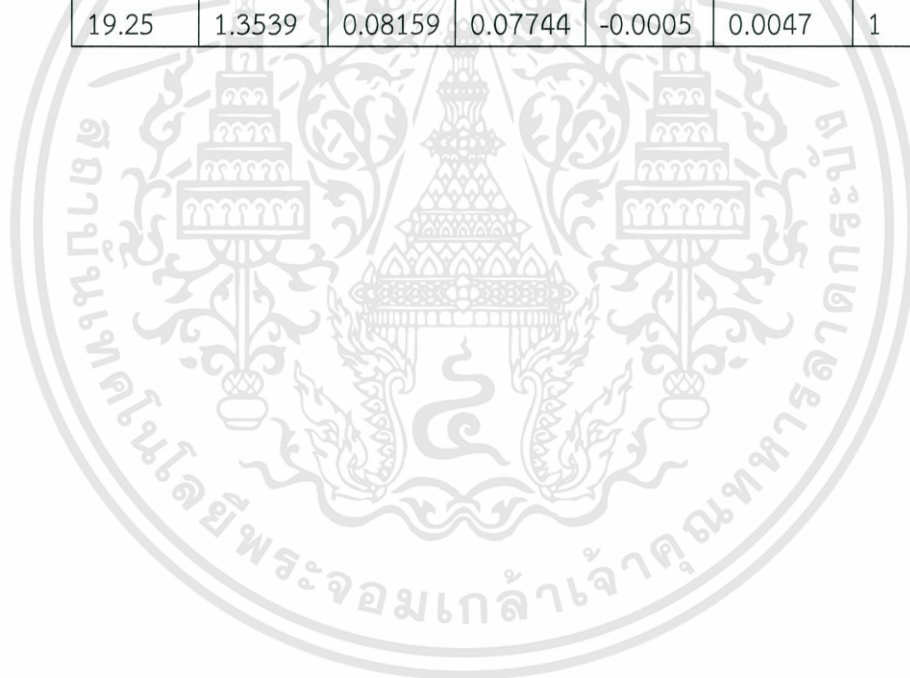 19.25 1.3539 0.08159 0.07744 -0.0005 0.0047 1
สถาบันเทคโนโลยีพระจอมเกล้าเจ้าคุณทหารลาดกระบัง